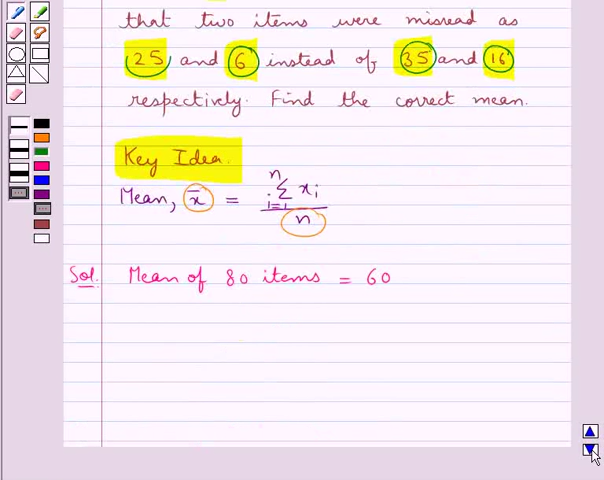 that two items were misread as
25 and 6 instead of 35 and 16
respectively. Find the correct mean.
Key Idea.
Mean, x̄ = n Σ i=1 xi / n
Sol. Mean of 80 items = 60